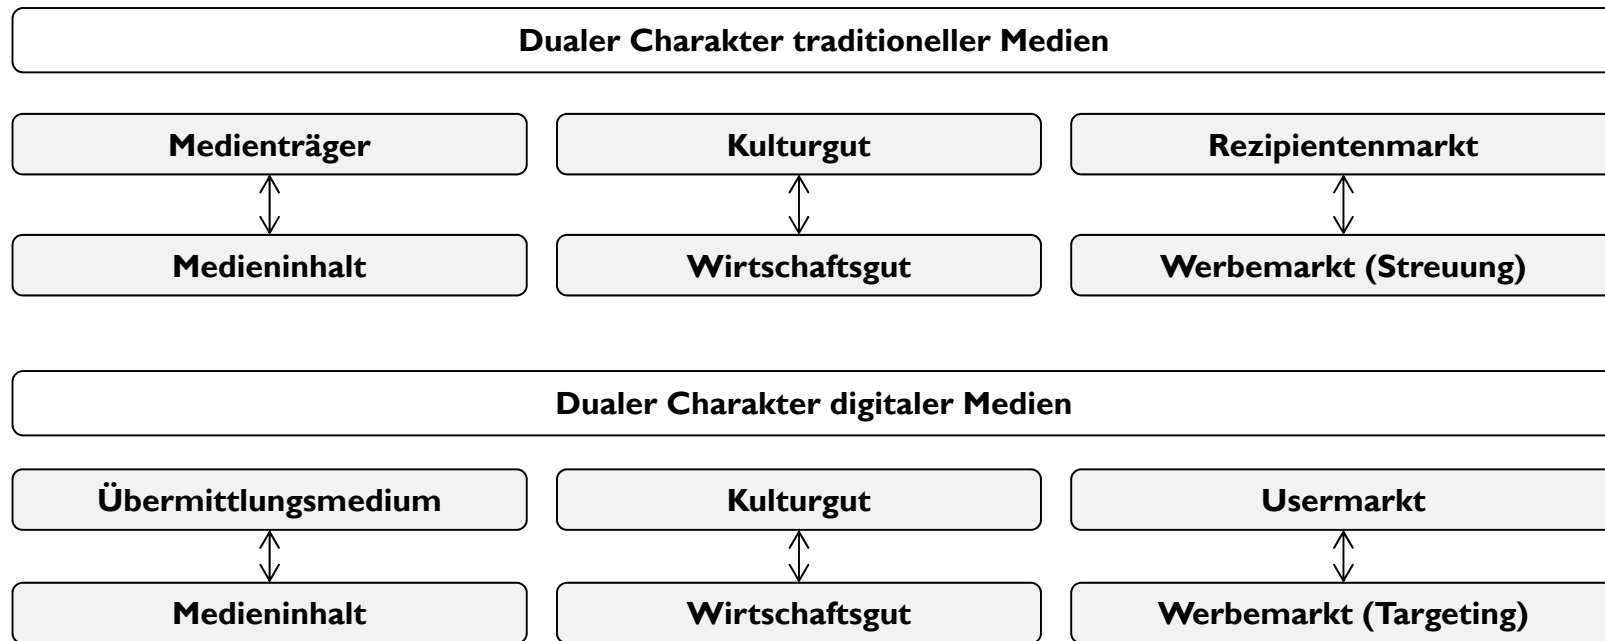 Dualer Charakter traditioneller Medien
Medienträger
Kulturgut
Rezipientenmarkt
Medieninhalt
Wirtschaftsgut
Werbemarkt (Streuung)
Dualer Charakter digitaler Medien
Übermittlungsmedium
Kulturgut
Usermarkt
Medieninhalt
Wirtschaftsgut
Werbemarkt (Targeting)